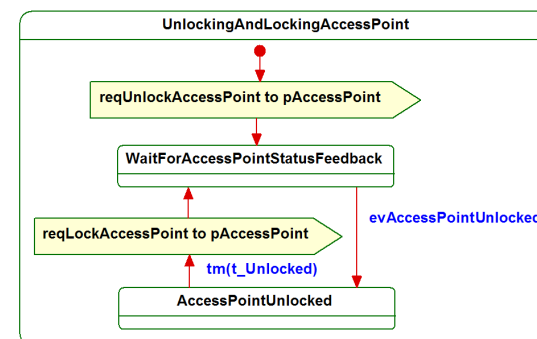 UnlockingAndLockingAccessPoint
reqUnlockAccessPoint to pAccessPoint
WaitForAccessPointStatusFeedback
evAccessPointUnlocked
reqLockAccessPoint to pAccessPoint
tm(t_Unlocked)
AccessPointUnlocked